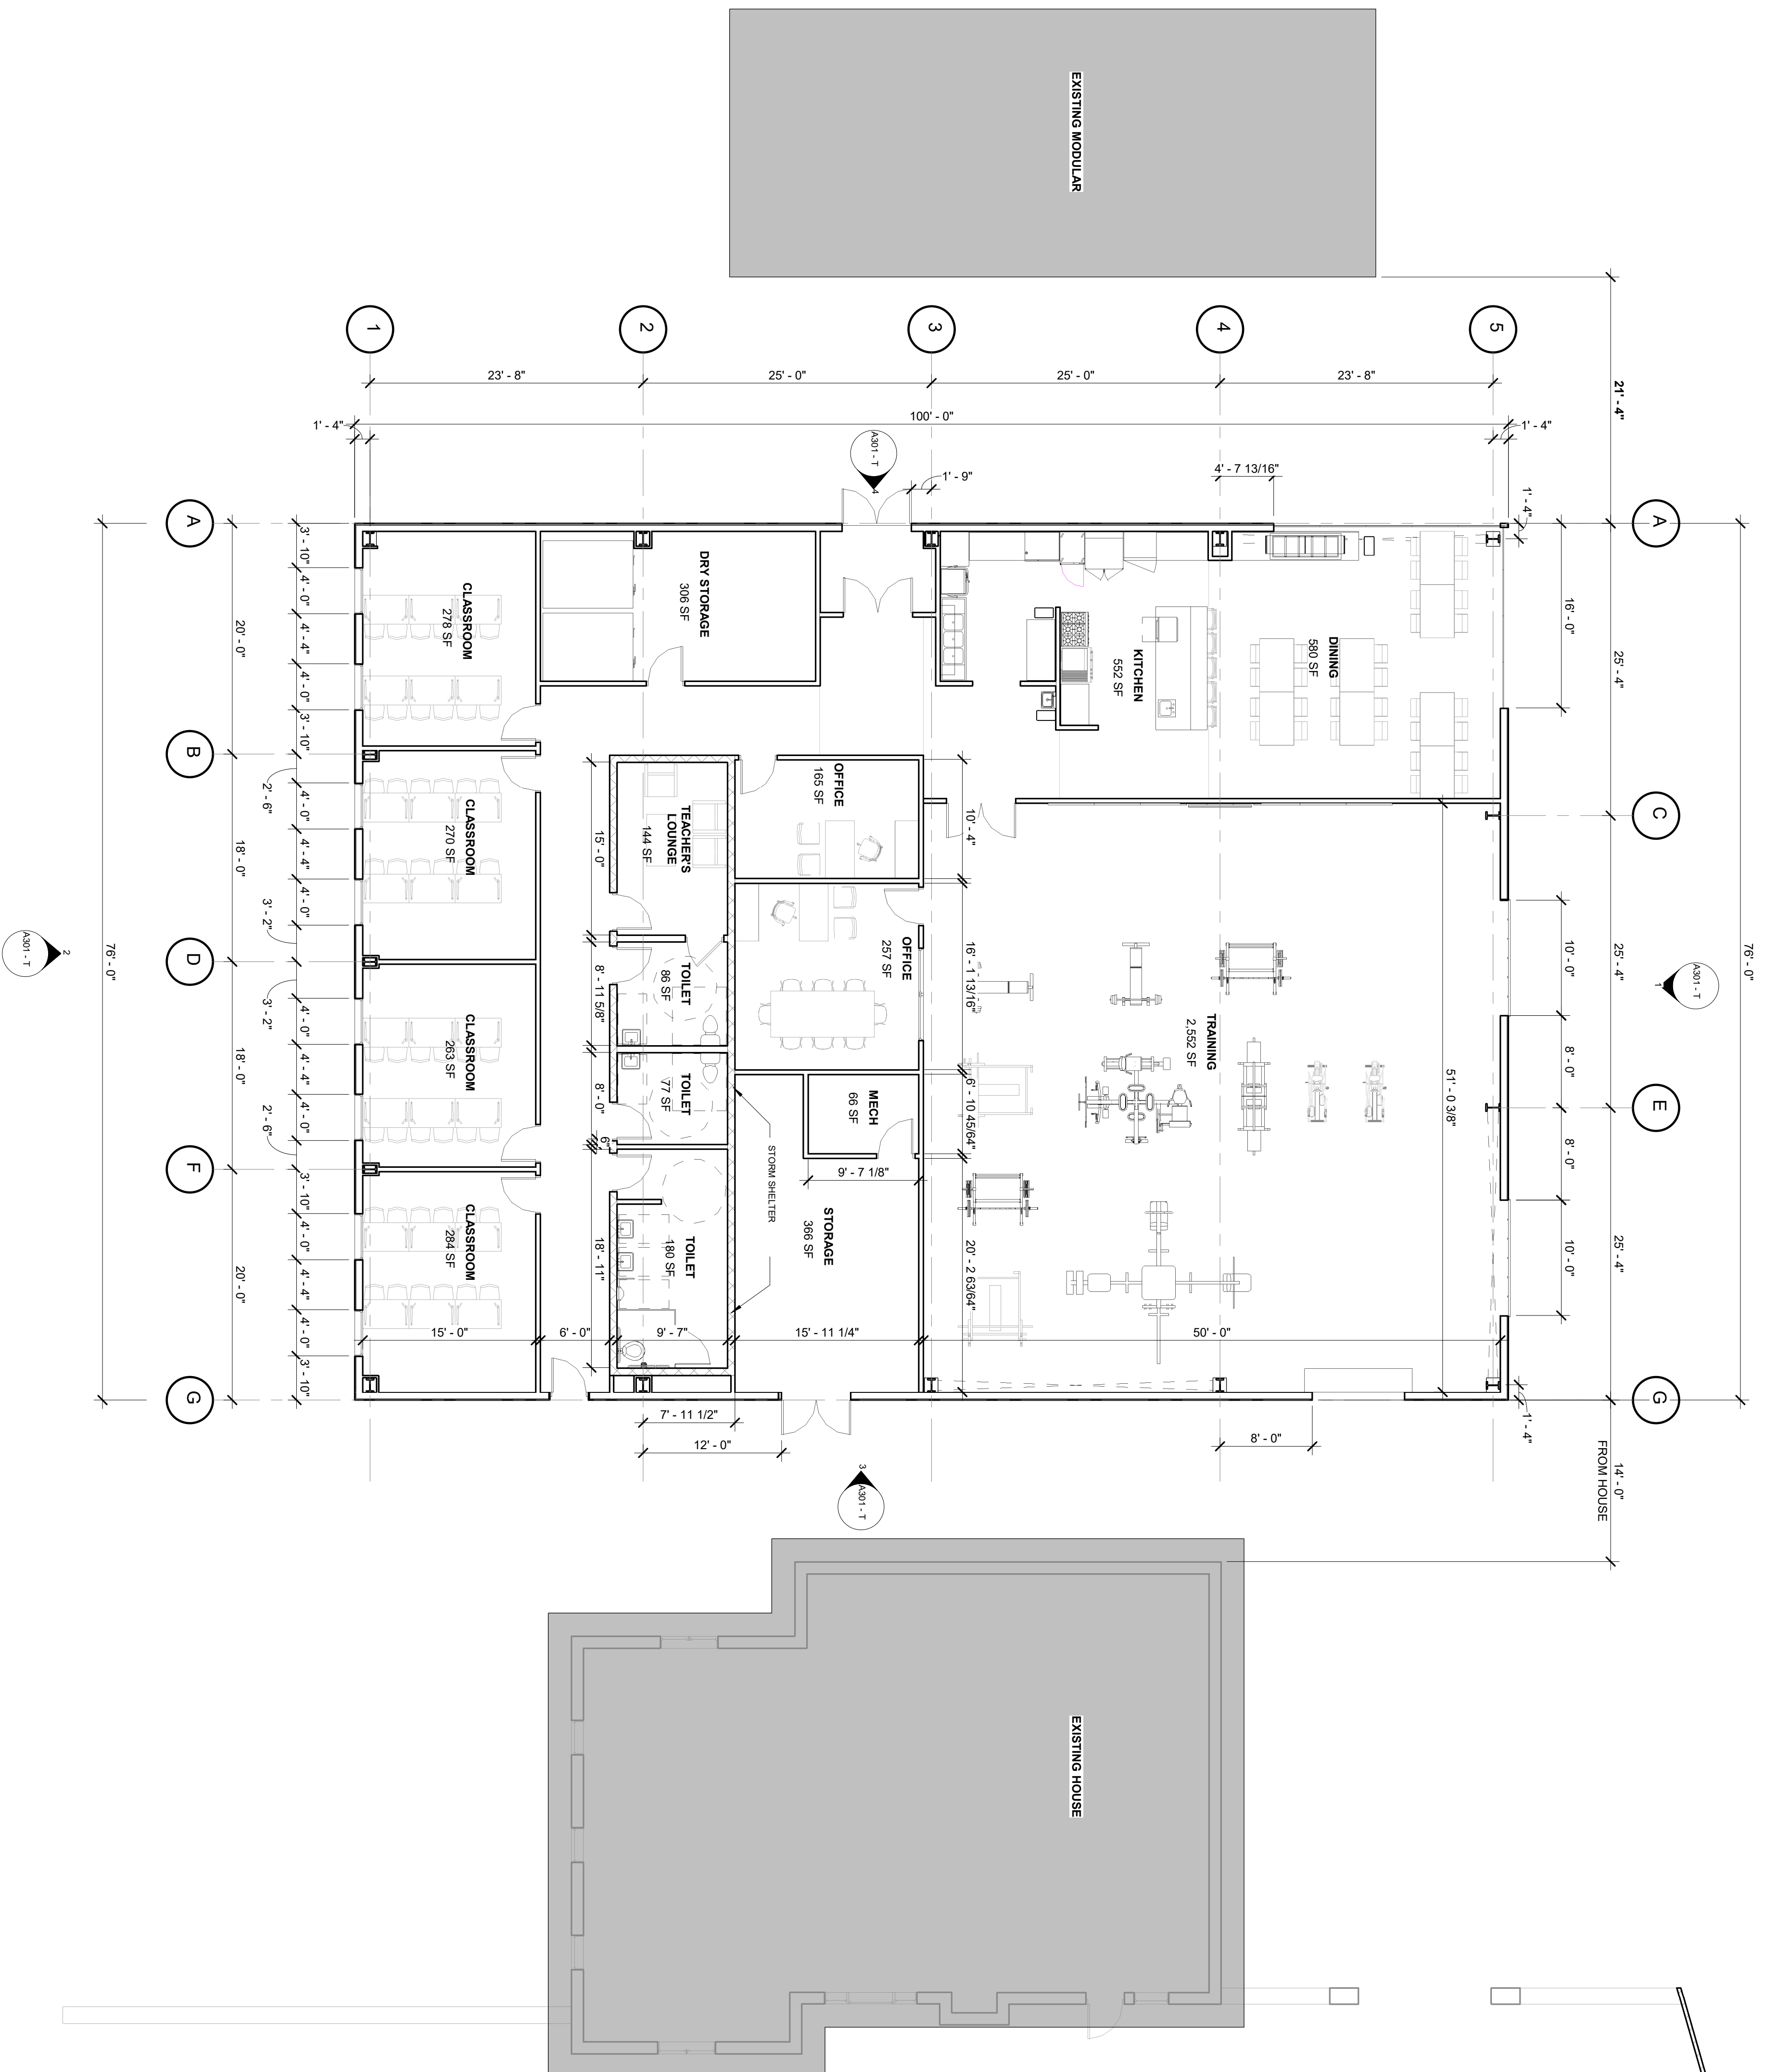 EXISTING MODULAR
1
2
3
4
5
23' - 8"
25' - 0"
25' - 0"
23' - 8"
21' - 4"
100' - 0"
1' - 4"
1' - 4"
A301 - T
4
1' - 9"
4' - 7 13/16"
1' - 4"
A
A
3' - 10"
4' - 0"
4' - 4"
4' - 0"
3' - 10"
20' - 0"
CLASSROOM
278 SF
DRY STORAGE
306 SF
KITCHEN
552 SF
DINING
580 SF
16' - 0"
25' - 4"
B
2' - 6"
4' - 0"
4' - 4"
4' - 0"
3' - 2"
18' - 0"
CLASSROOM
270 SF
15' - 0"
TEACHER'S
LOUNGE
144 SF
OFFICE
165 SF
10' - 4"
C
76' - 0"
A301 - T
2
D
3' - 2"
4' - 0"
4' - 4"
4' - 0"
2' - 6"
18' - 0"
CLASSROOM
263 SF
8' - 11 5/8"
TOILET
86 SF
OFFICE
257 SF
16' - 1 13/16"
10' - 0"
25' - 4"
A301 - T
1
76' - 0"
8' - 0"
TOILET
77 SF
6"
MECH
66 SF
6' - 10 45/64"
TRAINING
2,552 SF
51' - 0 3/8"
8' - 0"
E
8' - 0"
STORM SHELTER
9' - 7 1/8"
F
3' - 10"
4' - 0"
4' - 4"
4' - 0"
3' - 10"
20' - 0"
CLASSROOM
284 SF
18' - 11"
TOILET
180 SF
STORAGE
366 SF
20' - 2 63/64"
10' - 0"
25' - 4"
15' - 0"
6' - 0"
9' - 7"
15' - 11 1/4"
50' - 0"
G
G
1' - 4"
7' - 11 1/2"
12' - 0"
8' - 0"
3
A301 - T
14' - 0"
FROM HOUSE
EXISTING HOUSE